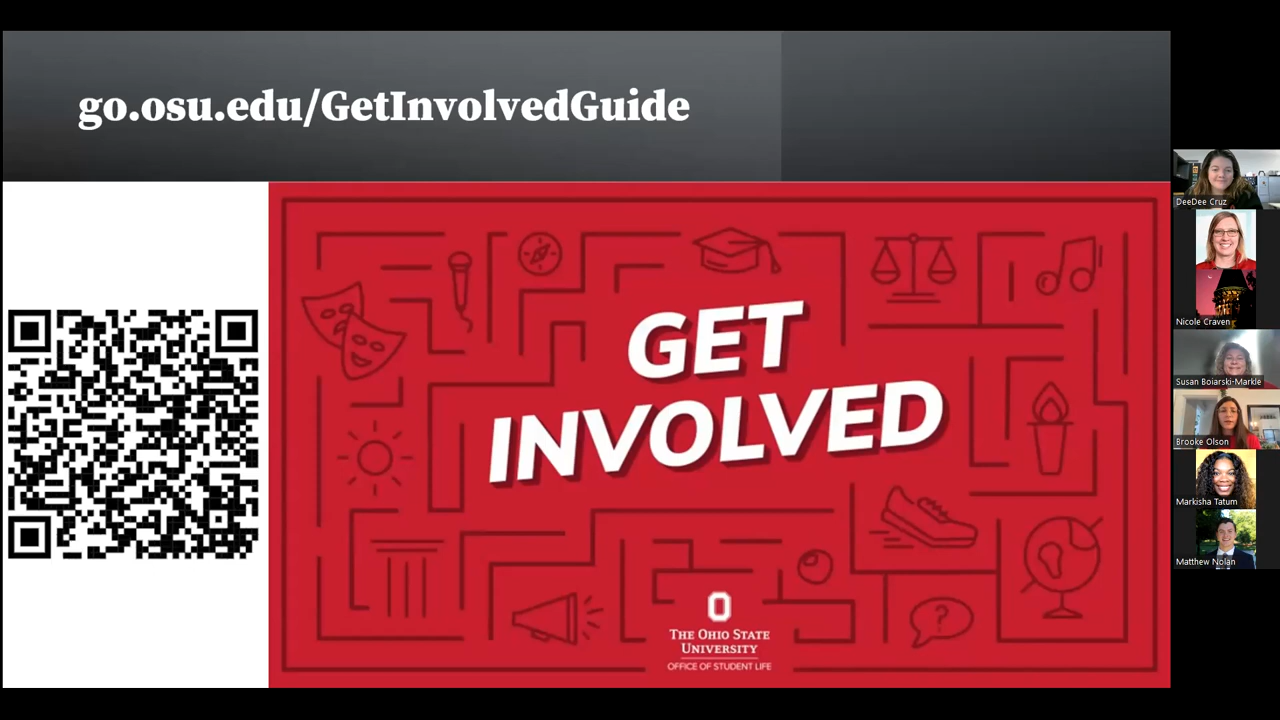 go.osu.edu/GetInvolvedGuide
GET
INVOLVED
?
O
THE OHIO STATE
UNIVERSITY
OFFICE OF STUDENT LIFE
DeeDee Cruz
Nicole Craven
Susan Boiarski-Markle
Brooke Olson
Markisha Tatum
Matthew Nolan